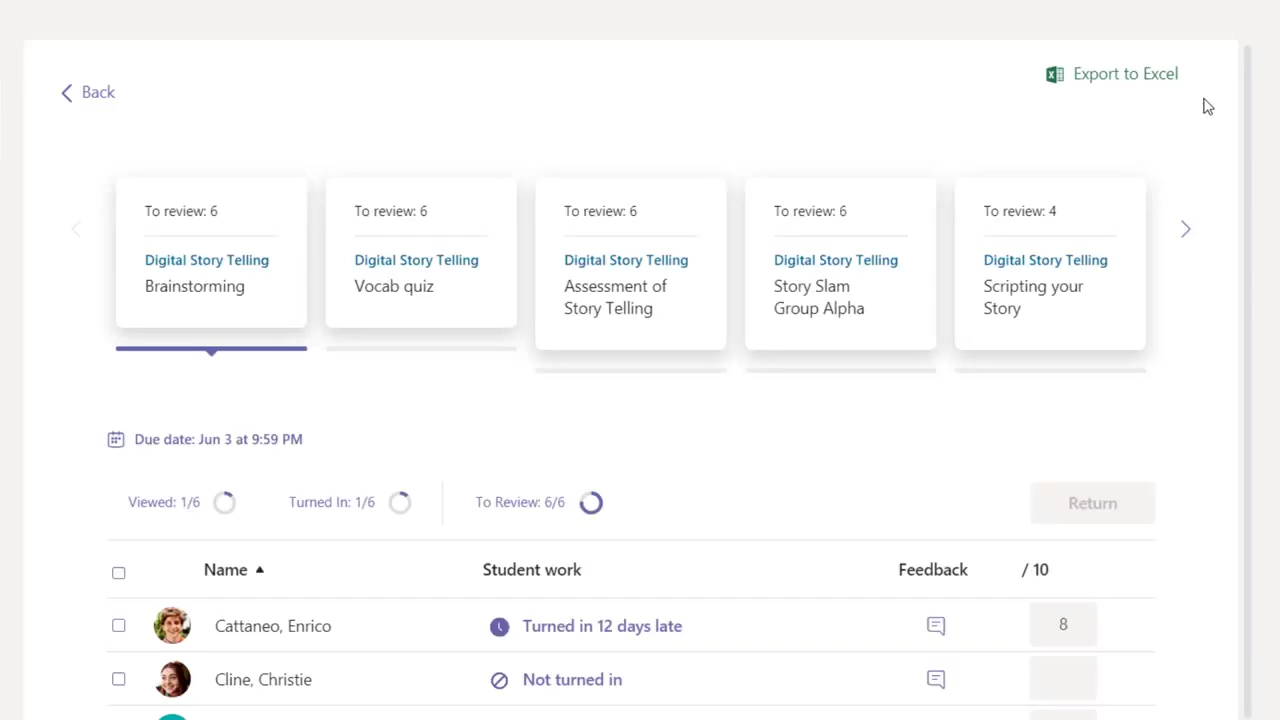 Back
Export to Excel
To review: 6
Digital Story Telling
Brainstorming
To review: 6
Digital Story Telling
Vocab quiz
To review: 6
Digital Story Telling
Assessment of
Story Telling
To review: 6
Digital Story Telling
Story Slam
Group Alpha
To review: 4
Digital Story Telling
Scripting your
Story
Due date: Jun 3 at 9:59 PM
Viewed: 1/6
Turned In: 1/6
To Review: 6/6
Return
Name
Student work
Feedback
/ 10
Cattaneo, Enrico
Turned in 12 days late
8
Cline, Christie
Not turned in